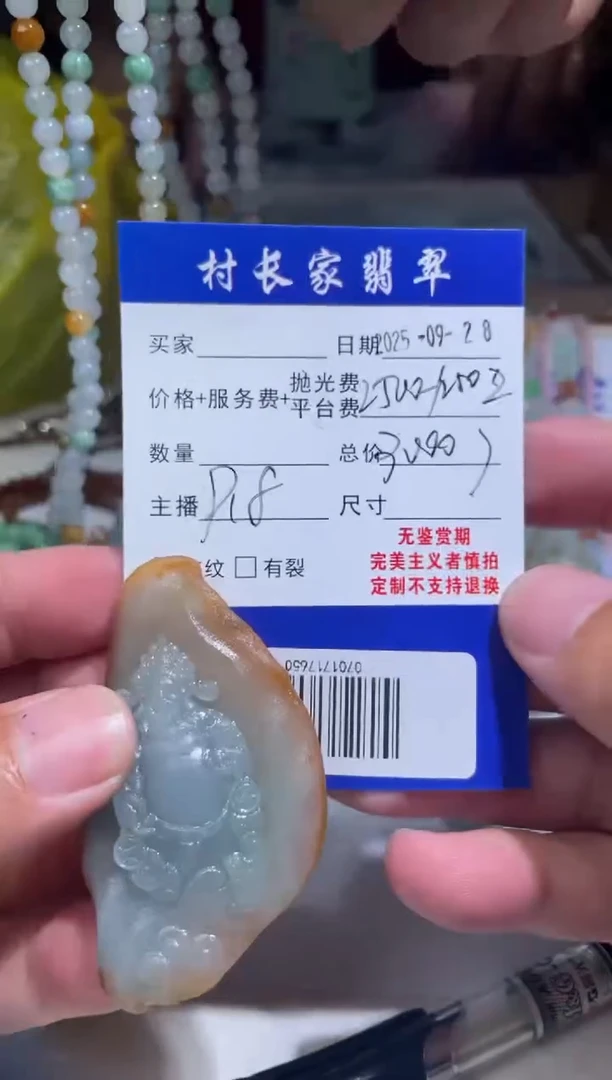 村长家翡翠
买家 日期2025-09-28
价格+服务费+抛光费
平台费
数量 总价
主播 尺寸
纹 □ 有裂
无鉴赏期
完美主义者慎拍
定制不支持退换
0701717650